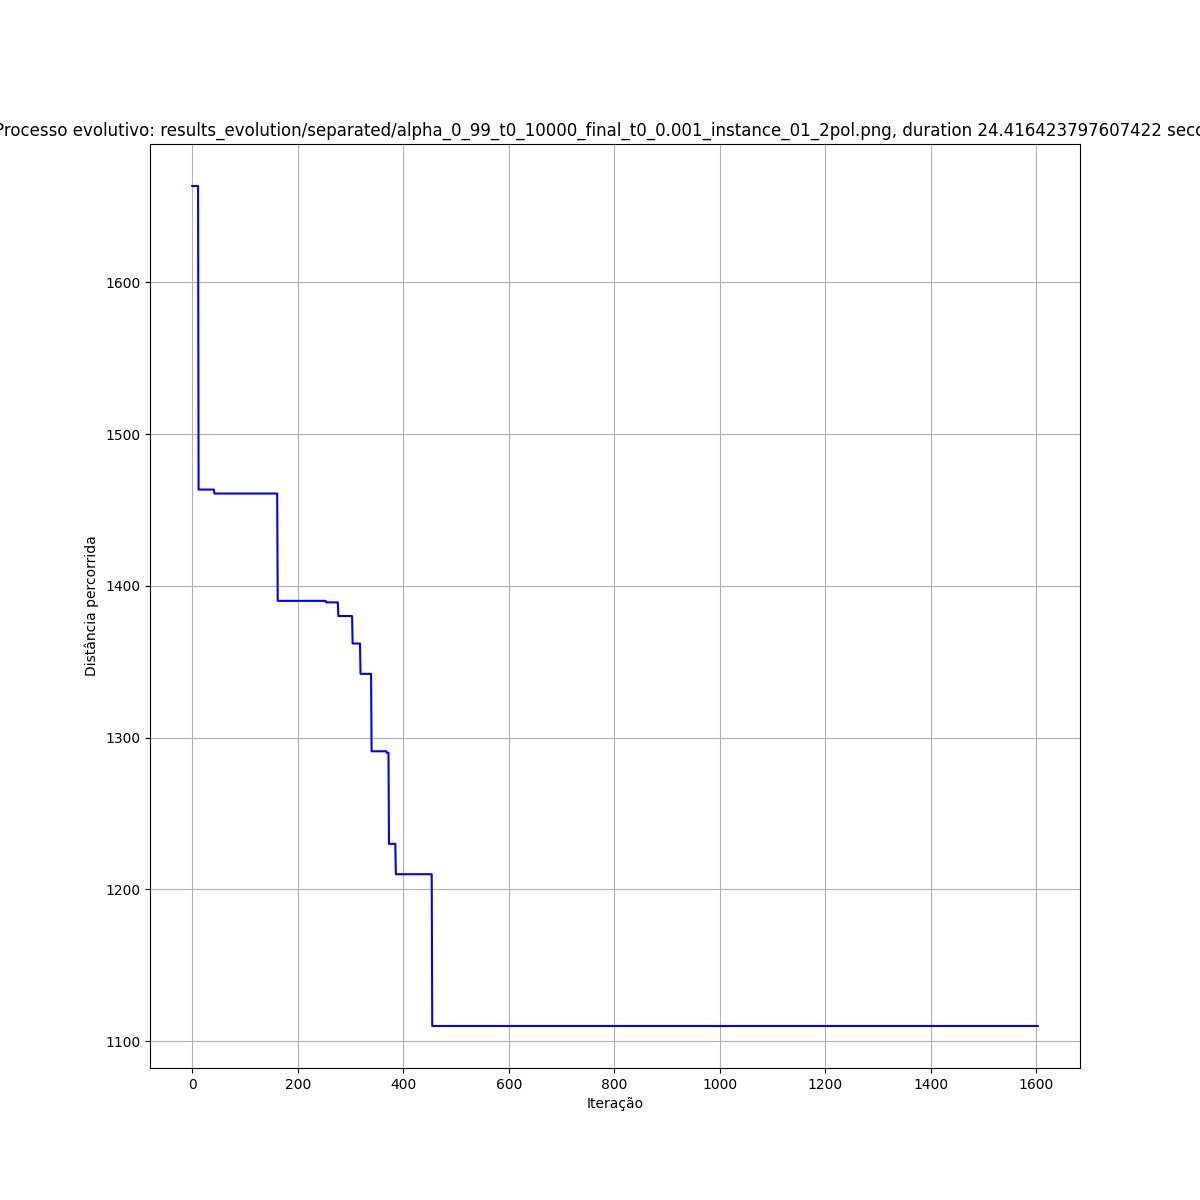 Processo evolutivo: results_evolution/separated/alpha_0_99_t0_10000_final_t0_0.001_instance_01_2pol.png, duration 24.416423797607422
1600
1500
1400
1300
1200
1100
Distância percorrida
0 200 400 600 800 1000 1200 1400 1600
Iteração